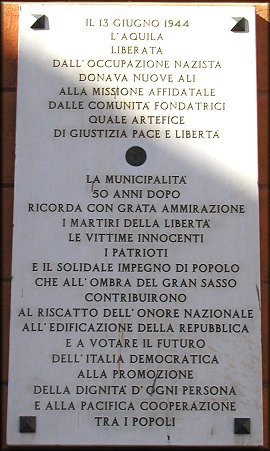 IL 13 GIUGNO 1944
L'AQUILA
LIBERATA
DALL'OCCUPAZIONE NAZISTA
DONAVA NUOVE ALI
ALLA MISSIONE AFFIDATALE
DALLE COMUNITA' FONDATRICI
QUALE ARTEFICE
DI GIUSTIZIA PACE E LIBERTA'
LA MUNICIPALITA'
50 ANNI DOPO
RICORDA CON GRATA AMMIRAZIONE
I MARTIRI DELLA LIBERTA'
LE VITTIME INNOCENTI
I PATRIOTI
E IL SOLIDALE IMPEGNO DI POPOLO
CHE ALL'OMBRA DEL GRAN SASSO
CONTRIBUIRONO
AL RISCATTO DELL'ONORE NAZIONALE
ALL'EDIFICAZIONE DELLA REPUBBLICA
E A VOTARE IL FUTURO
DELL'ITALIA DEMOCRATICA
ALLA PROMOZIONE
DELLA DIGNITA' D'OGNI PERSONA
E ALLA PACIFICA COOPERAZIONE
TRA I POPOLI